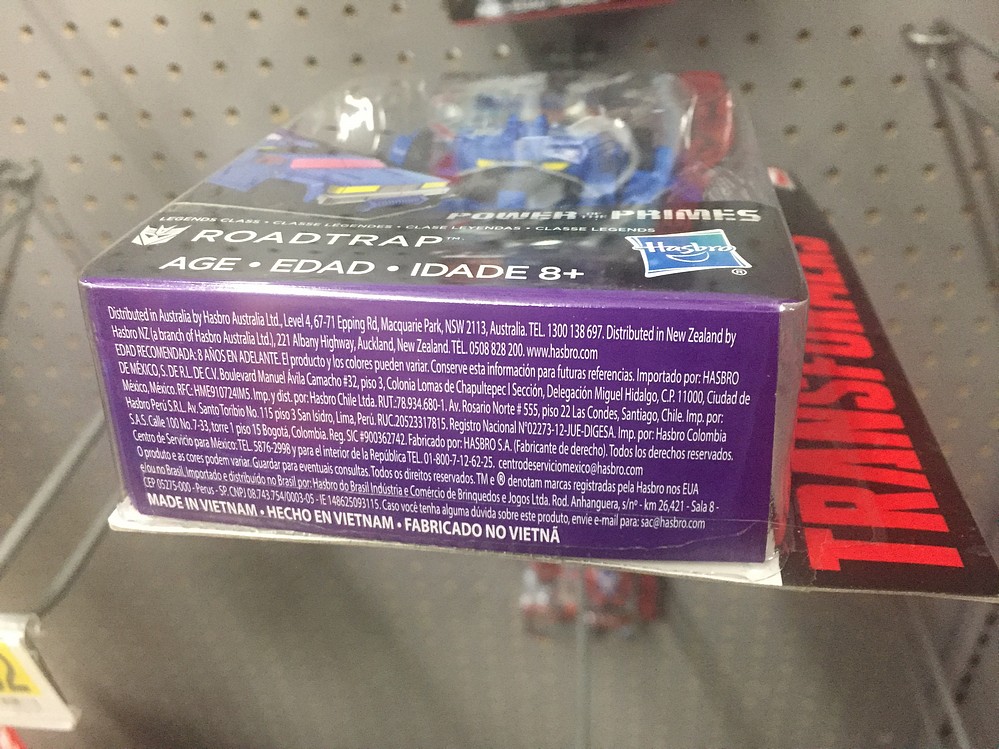 POWER OF THE PRIMES
LEGENDS CLASS • CLASSE LÉGENDES • CLASE LEYENDAS • CLASSE LEGENDS
ROADTRAP™
Hasbro®
AGE • EDAD • IDADE 8+
Distributed in Australia by Hasbro Australia Ltd., Level 4, 67-71 Epping Rd, Macquarie Park, NSW 2113, Australia. TEL. 1300 138 697. Distributed in New Zealand by
Hasbro NZ (a branch of Hasbro Australia Ltd.), 221 Albany Highway, Auckland, New Zealand. TEL. 0508 828 200. www.hasbro.com
EDAD RECOMENDADA: 8 AÑOS EN ADELANTE. El producto y los colores pueden variar. Conserve esta información para futuras referencias. Importado por: HASBRO
DE MÉXICO, S. DE R.L. DE C.V. Boulevard Manuel Ávila Camacho #32, piso 3, Colonia Lomas de Chapultepec I Sección, Delegación Miguel Hidalgo, C.P. 11000, Ciudad de
México, México. RFC: HME910724IM5. Imp. y dist. por: Hasbro Chile Ltda. RUT.:78.934.680-1. Av. Rosario Norte # 555, piso 22 Las Condes, Santiago, Chile. Imp. por:
Hasbro Perú S.R.L. Av. Santo Toribio No. 115 piso 3 San Isidro, Lima, Perú. RUC.20523317815. Registro Nacional N°02273-12-JUE-DIGESA. Imp. por: Hasbro Colombia
S.A.S. Calle 100 No. 7-33, torre 1 piso 15 Bogotá, Colombia. Reg. SIC #900362742. Fabricado por: HASBRO S.A. (Fabricante de derecho). Todos los derechos reservados.
Centro de Servicio para México: TEL. 5876-2998 y para el interior de la República TEL. 01-800-7-12-62-25. centrodeserviciomexico@hasbro.com
O produto e as cores podem variar. Guardar para eventuais consultas. Todos os direitos reservados. TM e ® denotam marcas registradas pela Hasbro nos EUA
e/ou no Brasil. Importado e distribuído no Brasil por: Hasbro do Brasil Indústria e Comércio de Brinquedos e Jogos Ltda. Rod. Anhanguera, s/nº - km 26,421 - Sala 8 -
CEP 05275-000 - Perus - SP. CNPJ 08.743.754/0003-05 - IE 148625093115. Caso você tenha alguma dúvida sobre este produto, envie e-mail para: sac@hasbro.com
MADE IN VIETNAM • HECHO EN VIETNAM • FABRICADO NO VIETNÃ
TRANSFORMERS